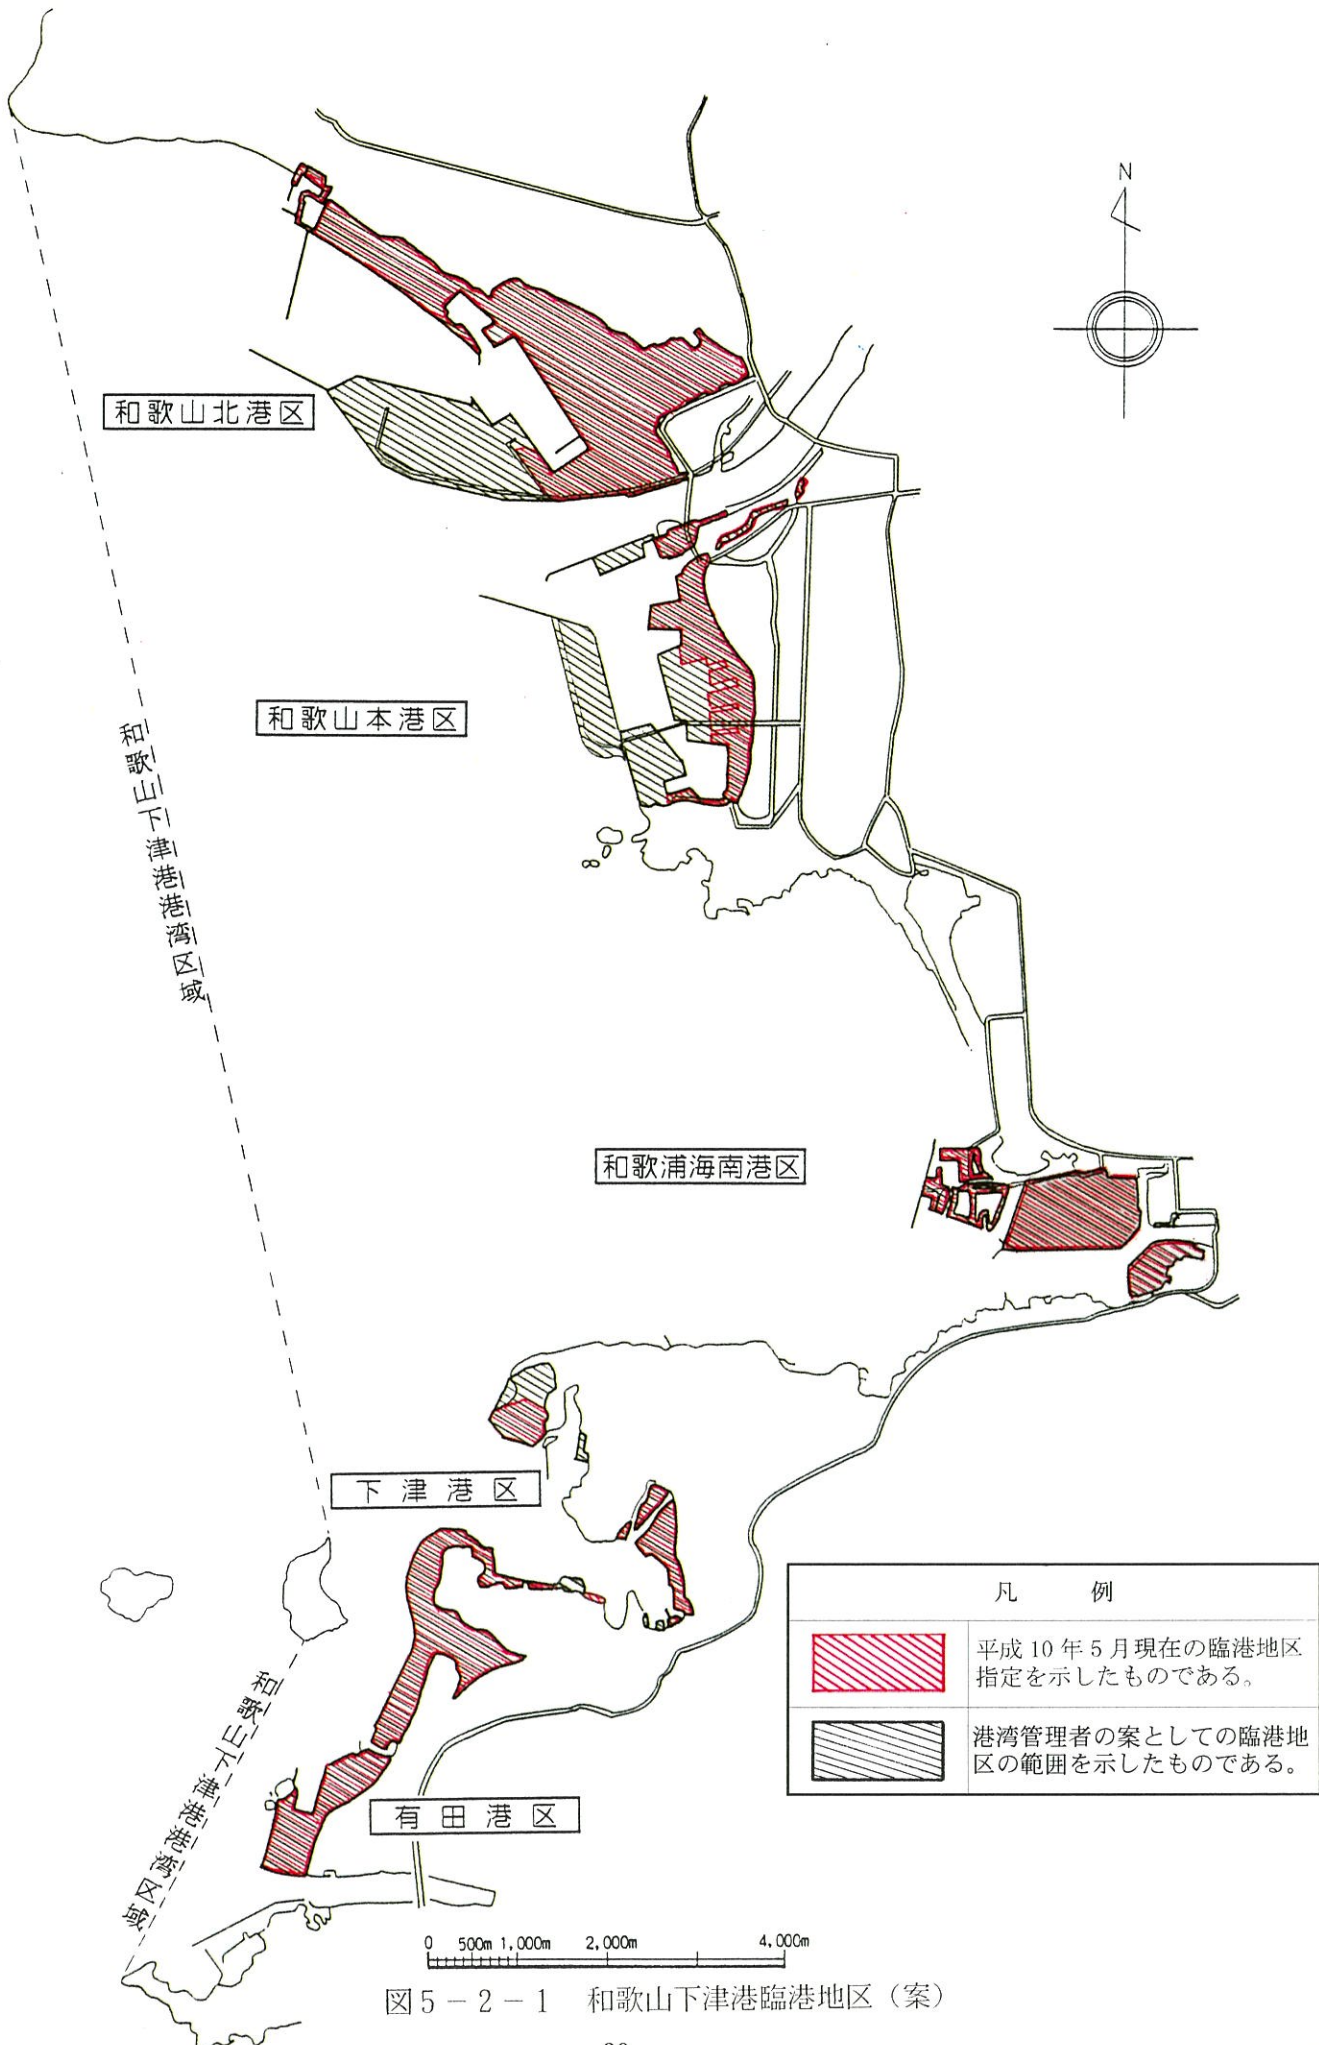 N
和歌山北港区
和歌山本港区
和歌山下津港港湾区域
和歌浦海南港区
下津港区
凡例
平成10年5月現在の臨港地区
指定を示したものである。
港湾管理者の案としての臨港地
区の範囲を示したものである。
和歌山下津港港湾区域
有田港区
0 500m 1,000m 2,000m 4,000m
図5－2－1 和歌山下津港臨港地区（案）